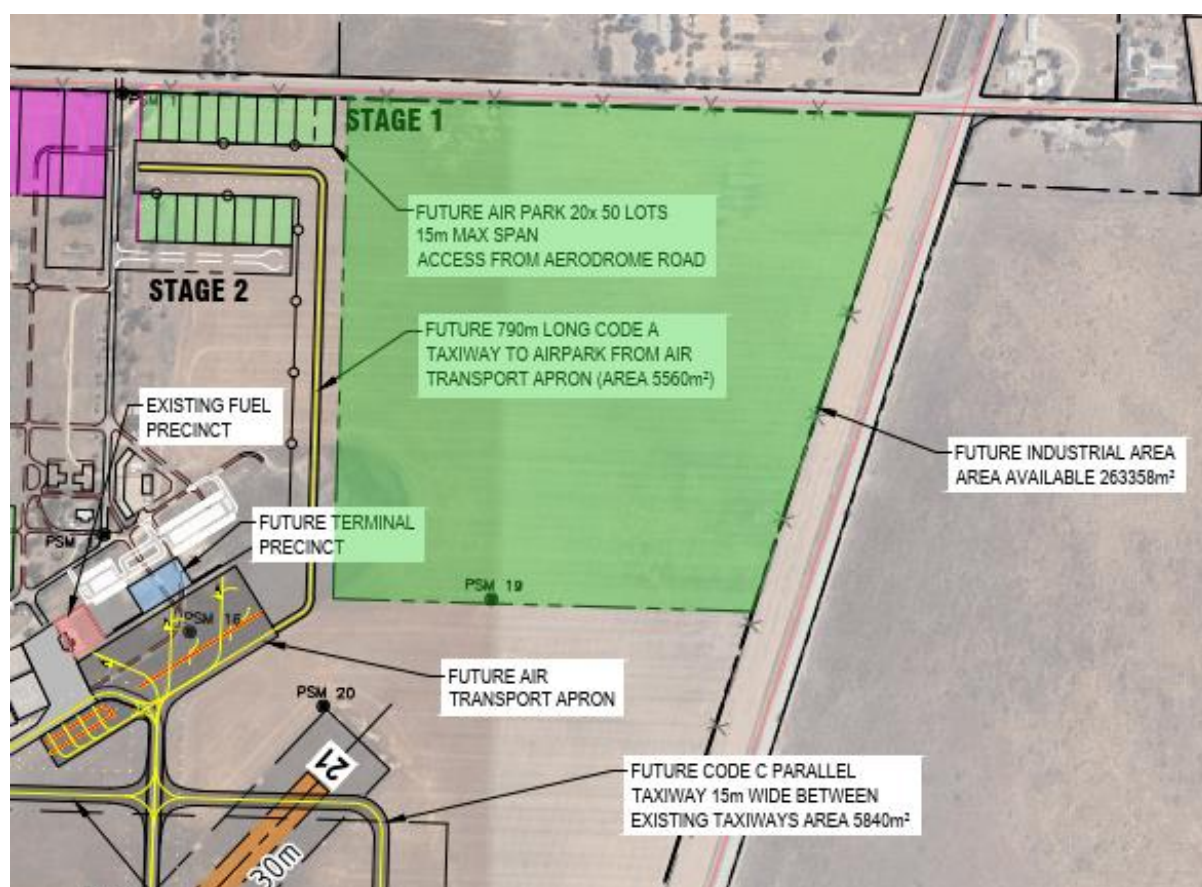 PSM 1
STAGE 1
FUTURE AIR PARK 20x 50 LOTS
15m MAX SPAN
ACCESS FROM AERODROME ROAD
STAGE 2
FUTURE 790m LONG CODE A
TAXIWAY TO AIRPARK FROM AIR
TRANSPORT APRON (AREA 5560m²)
EXISTING FUEL
PRECINCT
FUTURE INDUSTRIAL AREA
AREA AVAILABLE 263358m²
FUTURE TERMINAL
PRECINCT
PSM
PSM 19
PSM 16
FUTURE AIR
TRANSPORT APRON
PSM 20
21
FUTURE CODE C PARALLEL
TAXIWAY 15m WIDE BETWEEN
EXISTING TAXIWAYS AREA 5840m²
30m